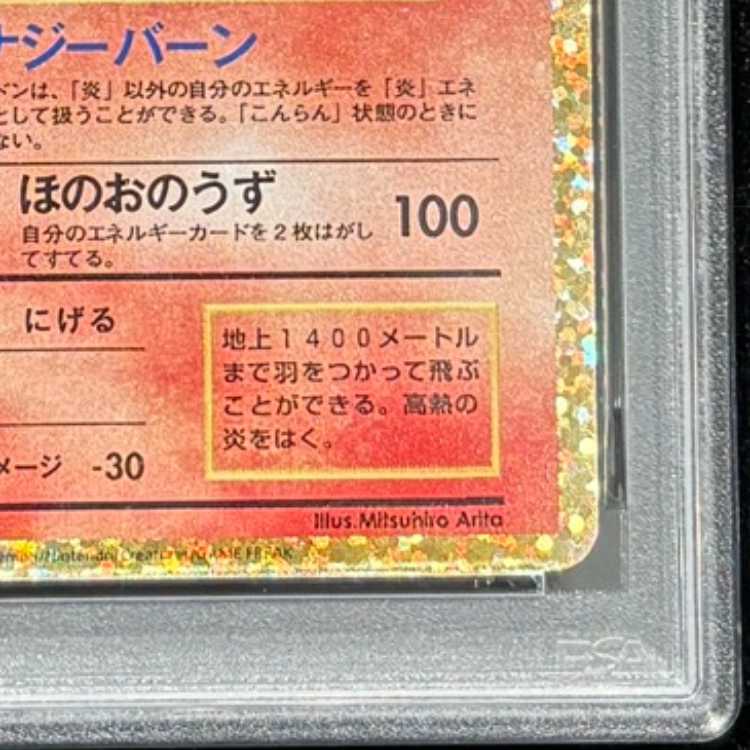 ナジーバーン
ドンは、「炎」以外の自分のエネルギーを「炎」エネ
として扱うことができる。「こんらん」状態のときに
ない。
ほのおのうず 100
自分のエネルギーカードを2枚はがし
てすてる。
にげる
地上1400メートル
まで羽をつかって飛ぶ
ことができる。高熱の
炎をはく。
メージ -30
Illus.Mitsuhiro Arita
Nintendo/Creatures/GAME FREAK
PSA